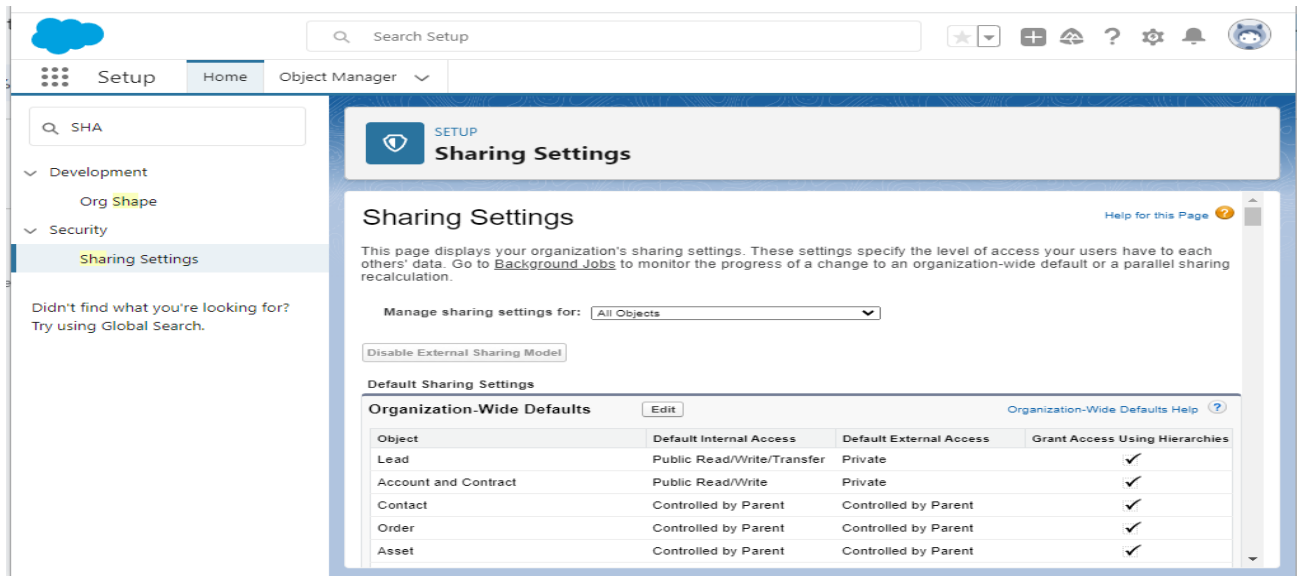 Search Setup
Setup
Home
Object Manager
SHA
Development
Org Shape
Security
Sharing Settings
Didn't find what you're looking for?
Try using Global Search.
SETUP
Sharing Settings
Sharing Settings
Help for this Page ?
This page displays your organization's sharing settings. These settings specify the level of access your users have to each
others' data. Go to Background Jobs to monitor the progress of a change to an organization-wide default or a parallel sharing
recalculation.
Manage sharing settings for: All Objects
Disable External Sharing Model
Default Sharing Settings
Organization-Wide Defaults Edit Organization-Wide Defaults Help ?
Object Default Internal Access Default External Access Grant Access Using Hierarchies
Lead Public Read/Write/Transfer Private ✓
Account and Contract Public Read/Write Private ✓
Contact Controlled by Parent Controlled by Parent ✓
Order Controlled by Parent Controlled by Parent ✓
Asset Controlled by Parent Controlled by Parent ✓